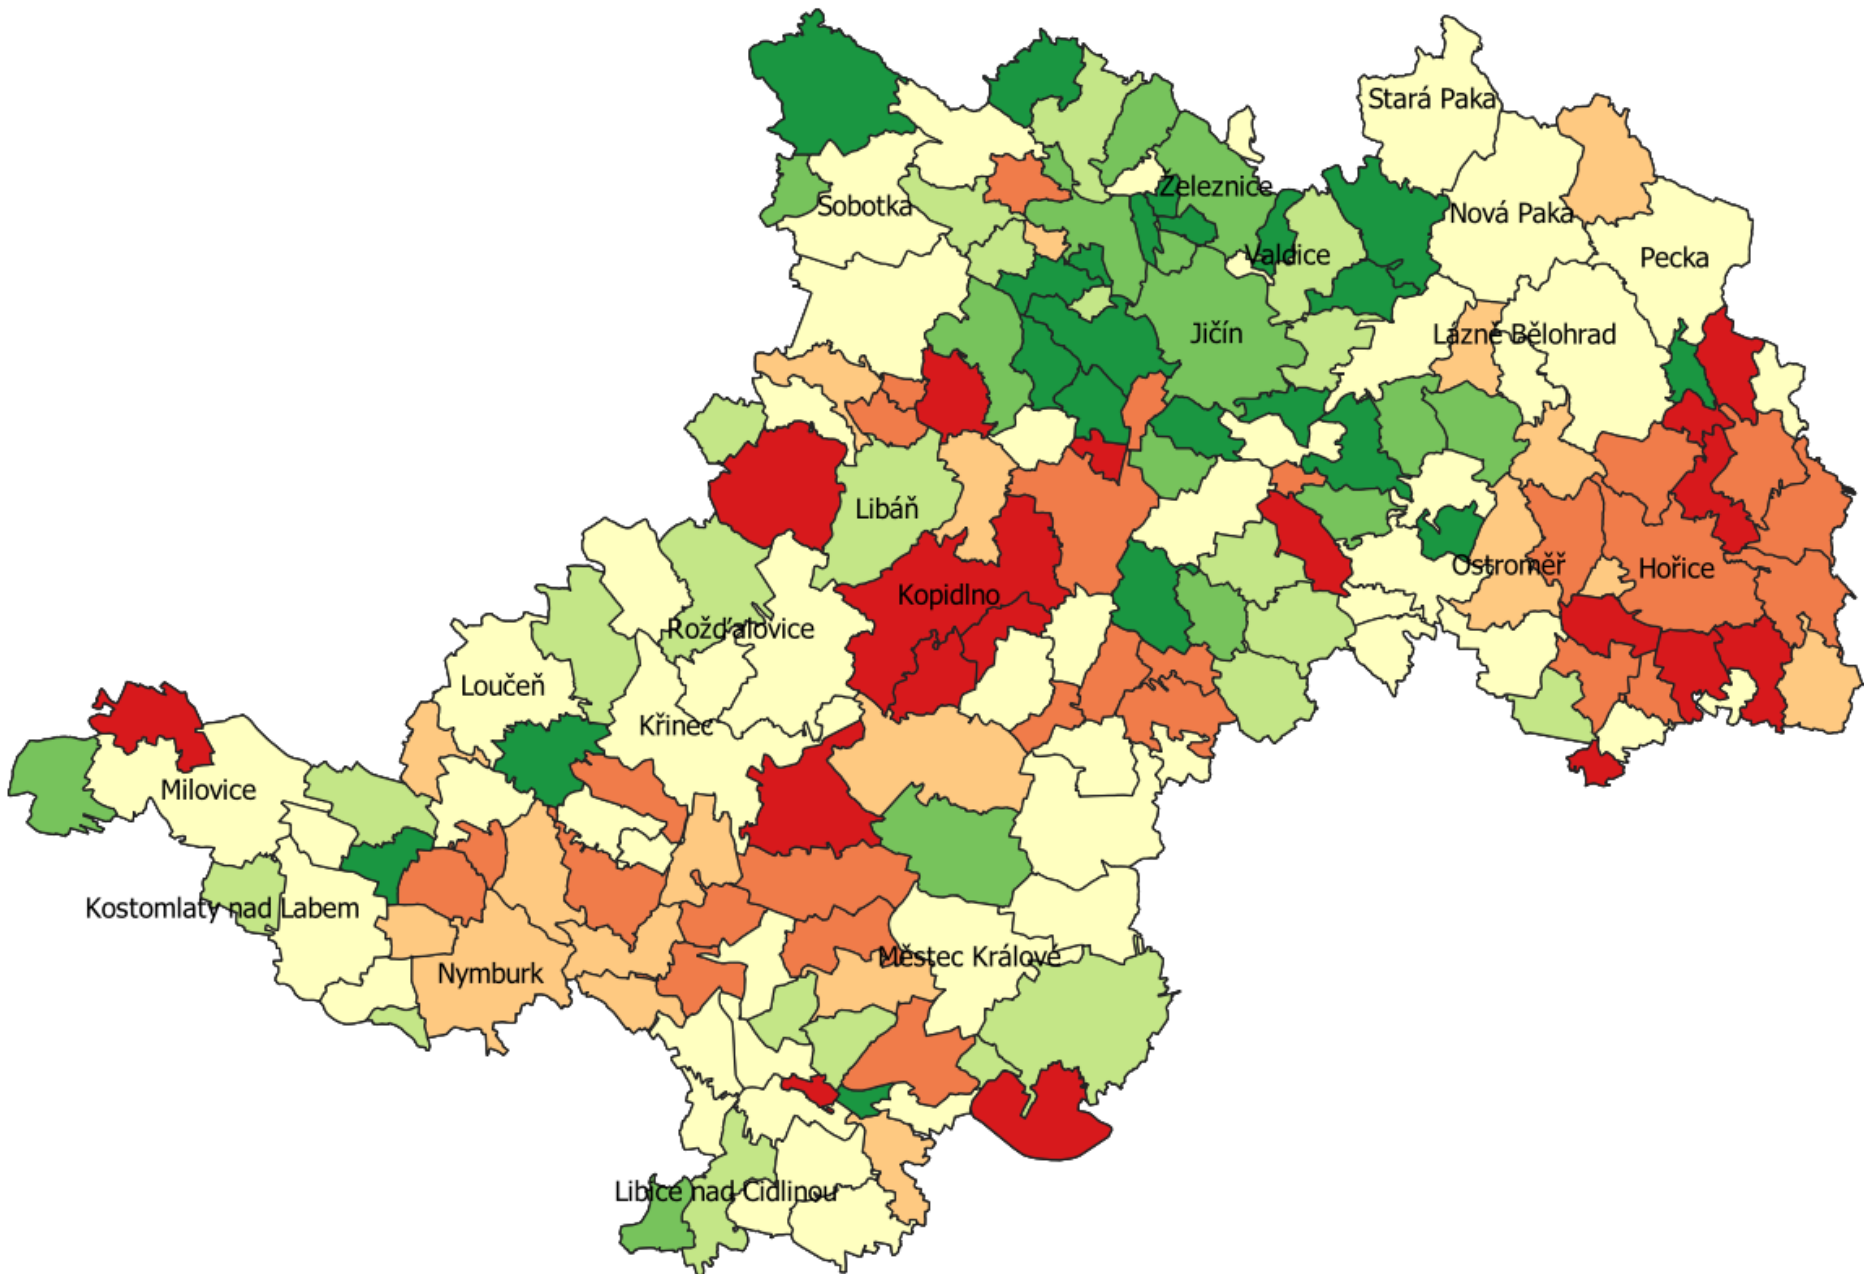 Stará Paka
Železnice
Sobotka
Nová Paka
Valdice
Pecka
Jičín
Lázně Bělohrad
Libáň
Ostroměř
Hořice
Kopidlno
Rožďalovice
Loučeň
Křinec
Milovice
Kostomlaty nad Labem
Městec Králové
Nymburk
Libice nad Cidlinou